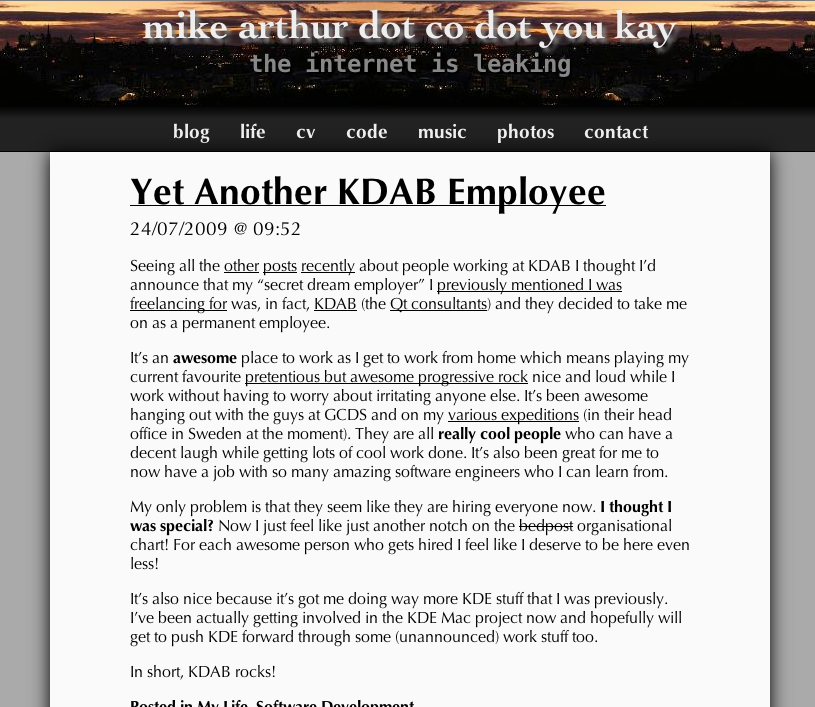 mike arthur dot co dot you kay
the internet is leaking
blog life cv code music photos contact
Yet Another KDAB Employee
24/07/2009 @ 09:52
Seeing all the other posts recently about people working at KDAB I thought I'd
announce that my “secret dream employer” I previously mentioned I was
freelancing for was, in fact, KDAB (the Qt consultants) and they decided to take me
on as a permanent employee.
It's an awesome place to work as I get to work from home which means playing my
current favourite pretentious but awesome progressive rock nice and loud while I
work without having to worry about irritating anyone else. It's been awesome
hanging out with the guys at GCDS and on my various expeditions (in their head
office in Sweden at the moment). They are all really cool people who can have a
decent laugh while getting lots of cool work done. It's also been great for me to
now have a job with so many amazing software engineers who I can learn from.
My only problem is that they seem like they are hiring everyone now. I thought I
was special? Now I just feel like just another notch on the bedpost organisational
chart! For each awesome person who gets hired I feel like I deserve to be here even
less!
It's also nice because it's got me doing way more KDE stuff that I was previously.
I've been actually getting involved in the KDE Mac project now and hopefully will
get to push KDE forward through some (unannounced) work stuff too.
In short, KDAB rocks!
Posted in My Life, Software Development